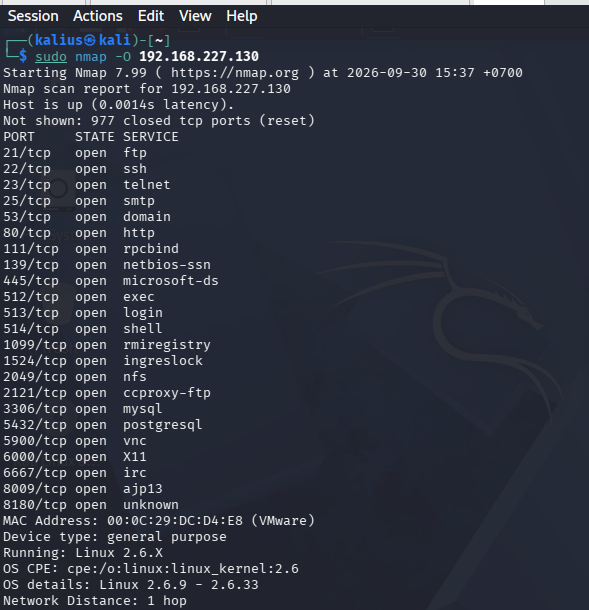 Session Actions Edit View Help
┌──(kalius㉿kali)-[~]
└─$ sudo nmap -O 192.168.227.130
Starting Nmap 7.99 ( https://nmap.org ) at 2026-09-30 15:37 +0700
Nmap scan report for 192.168.227.130
Host is up (0.0014s latency).
Not shown: 977 closed tcp ports (reset)
PORT     STATE SERVICE
21/tcp   open  ftp
22/tcp   open  ssh
23/tcp   open  telnet
25/tcp   open  smtp
53/tcp   open  domain
80/tcp   open  http
111/tcp  open  rpcbind
139/tcp  open  netbios-ssn
445/tcp  open  microsoft-ds
512/tcp  open  exec
513/tcp  open  login
514/tcp  open  shell
1099/tcp open  rmiregistry
1524/tcp open  ingreslock
2049/tcp open  nfs
2121/tcp open  ccproxy-ftp
3306/tcp open  mysql
5432/tcp open  postgresql
5900/tcp open  vnc
6000/tcp open  X11
6667/tcp open  irc
8009/tcp open  ajp13
8180/tcp open  unknown
MAC Address: 00:0C:29:DC:D4:E8 (VMware)
Device type: general purpose
Running: Linux 2.6.X
OS CPE: cpe:/o:linux:linux_kernel:2.6
OS details: Linux 2.6.9 - 2.6.33
Network Distance: 1 hop